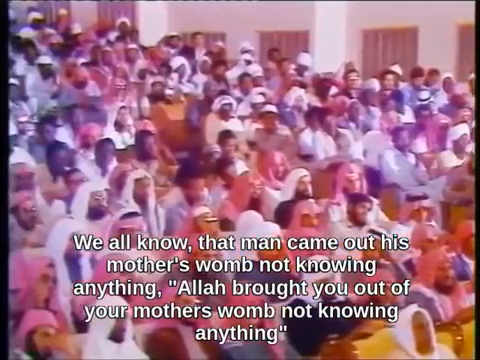 We all know, that man came out his
mother's womb not knowing
anything, "Allah brought you out of
your mothers womb not knowing
anything"